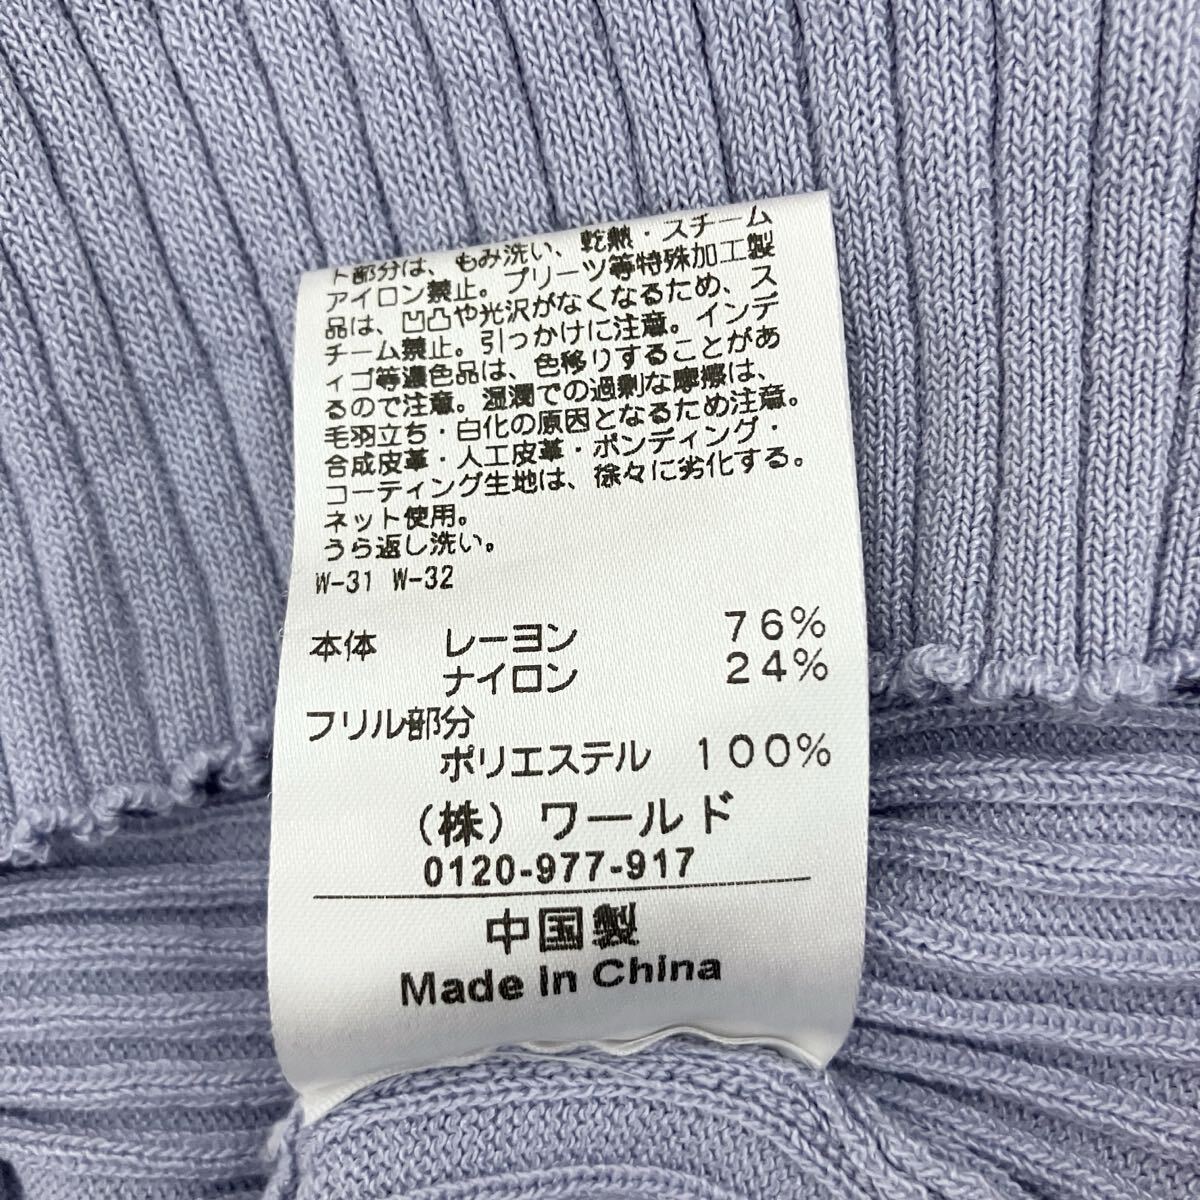 ト部分は、もみ洗い、乾熱・スチーム
アイロン禁止。プリーツ等特殊加工製
品は、凹凸や光沢がなくなるため、ス
チーム禁止。引っかけに注意。インデ
ィゴ等濃色品は、色移りすることがあ
るので注意。湿潤での過剰な摩擦は、
毛羽立ち・白化の原因となるため注意。
合成皮革・人工皮革・ボンディング・
コーティング生地は、徐々に劣化する。
ネット使用。
うら返し洗い。
W-31 W-32
本体 レーヨン 76%
ナイロン 24%
フリル部分
ポリエステル 100%
（株）ワールド
0120-977-917
中国製
Made in China